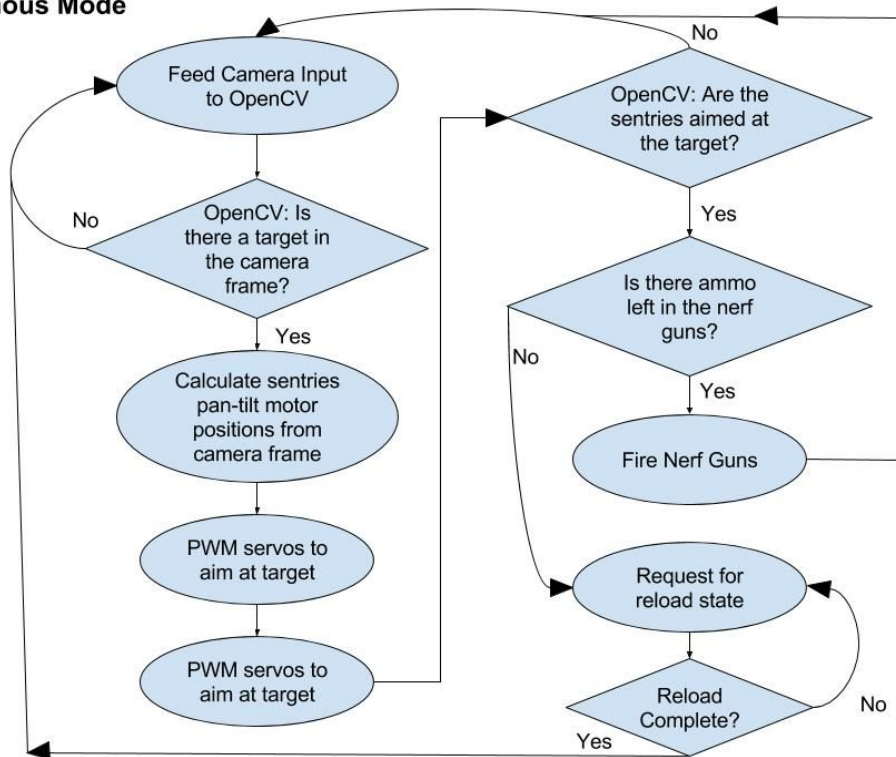 nous Mode
Feed Camera Input
to OpenCV
No
OpenCV: Is
there a target in
the camera
frame?
Yes
Calculate sentries
pan-tilt motor
positions from
camera frame
PWM servos to
aim at target
PWM servos to
aim at target
No
OpenCV: Are the
sentries aimed at
the target?
Yes
Is there ammo
left in the nerf
guns?
No
Yes
Fire Nerf Guns
Request for
reload state
Reload
Complete?
No
Yes